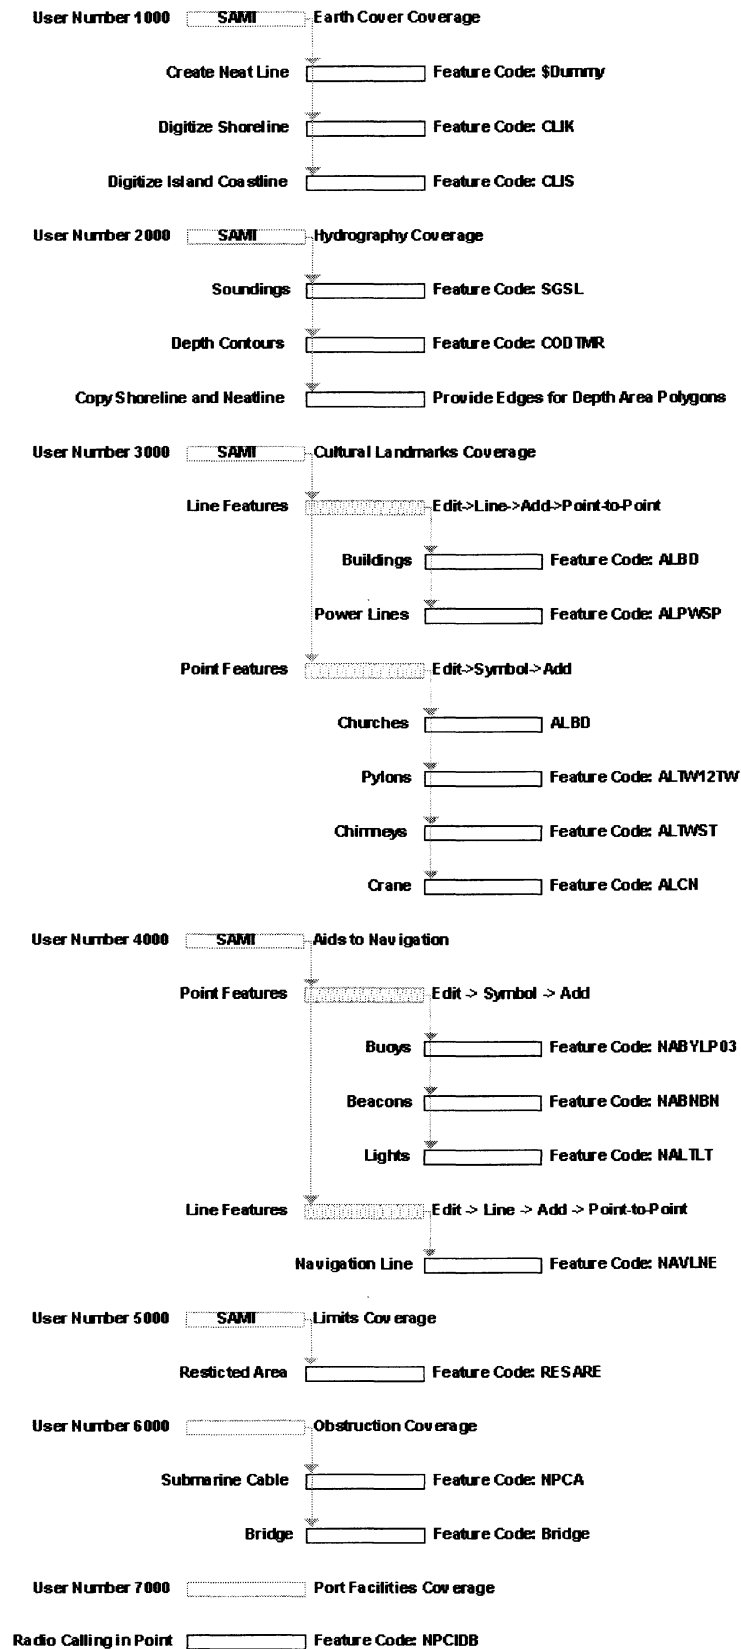 User Number 1000 SAMI Earth Cover Coverage
Create Neat Line Feature Code: $Dummy
Digitize Shoreline Feature Code: CLIK
Digitize Island Coastline Feature Code: CLIS
User Number 2000 SAMI Hydrography Coverage
Soundings Feature Code: SGSL
Depth Contours Feature Code: CODTMR
Copy Shoreline and Neatline Provide Edges for Depth Area Polygons
User Number 3000 SAMI Cultural Landmarks Coverage
Line Features Edit->Line->Add->Point-to-Point
Buildings Feature Code: ALBD
Power Lines Feature Code: ALPWSP
Point Features Edit->Symbol->Add
Churches ALBD
Pylons Feature Code: ALTW12TW
Chimneys Feature Code: ALTWST
Crane Feature Code: ALCN
User Number 4000 SAMI Aids to Navigation
Point Features Edit -> Symbol -> Add
Buoys Feature Code: NABYLP03
Beacons Feature Code: NABNBN
Lights Feature Code: NALTLT
Line Features Edit -> Line -> Add -> Point-to-Point
Navigation Line Feature Code: NAVLNE
User Number 5000 SAMI Limits Coverage
Resticted Area Feature Code: RESARE
User Number 6000 Obstruction Coverage
Submarine Cable Feature Code: NPCA
Bridge Feature Code: Bridge
User Number 7000 Port Facilities Coverage
Radio Calling in Point Feature Code: NPCIDB